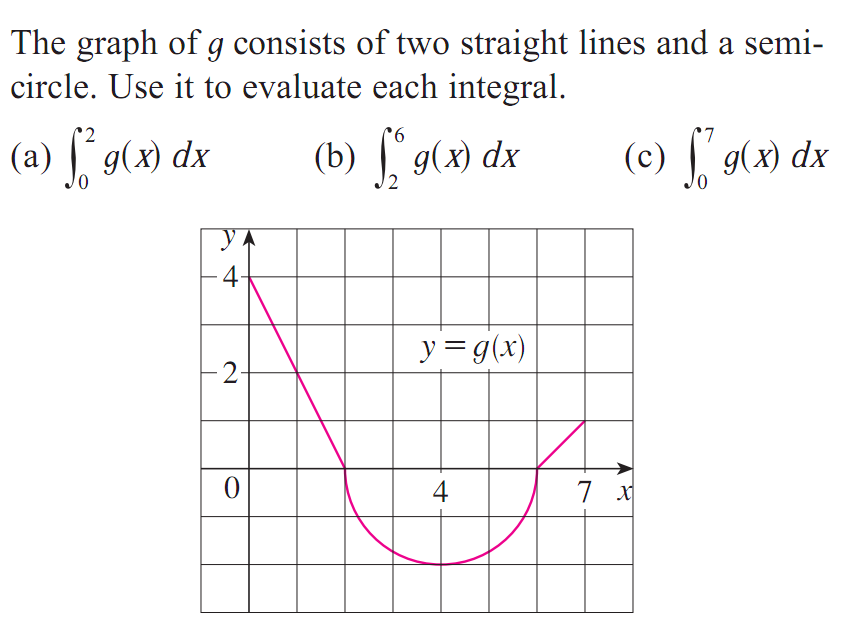 The graph of g consists of two straight lines and a semi-
circle. Use it to evaluate each integral.
(a) ∫₀² g(x) dx (b) ∫₂⁶ g(x) dx (c) ∫₀⁷ g(x) dx
y
4
y = g(x)
2
0 4 7 x